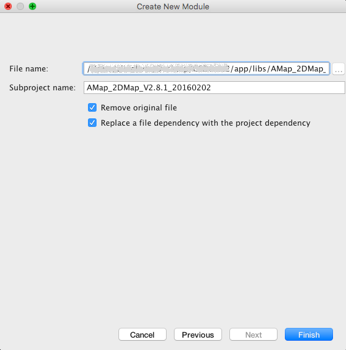 Create New Module
File name: /app/libs/AMap_2DMap_ ...
Subproject name: AMap_2DMap_V2.8.1_20160202
Remove original file
Replace a file dependency with the project dependency
Cancel Previous Next Finish